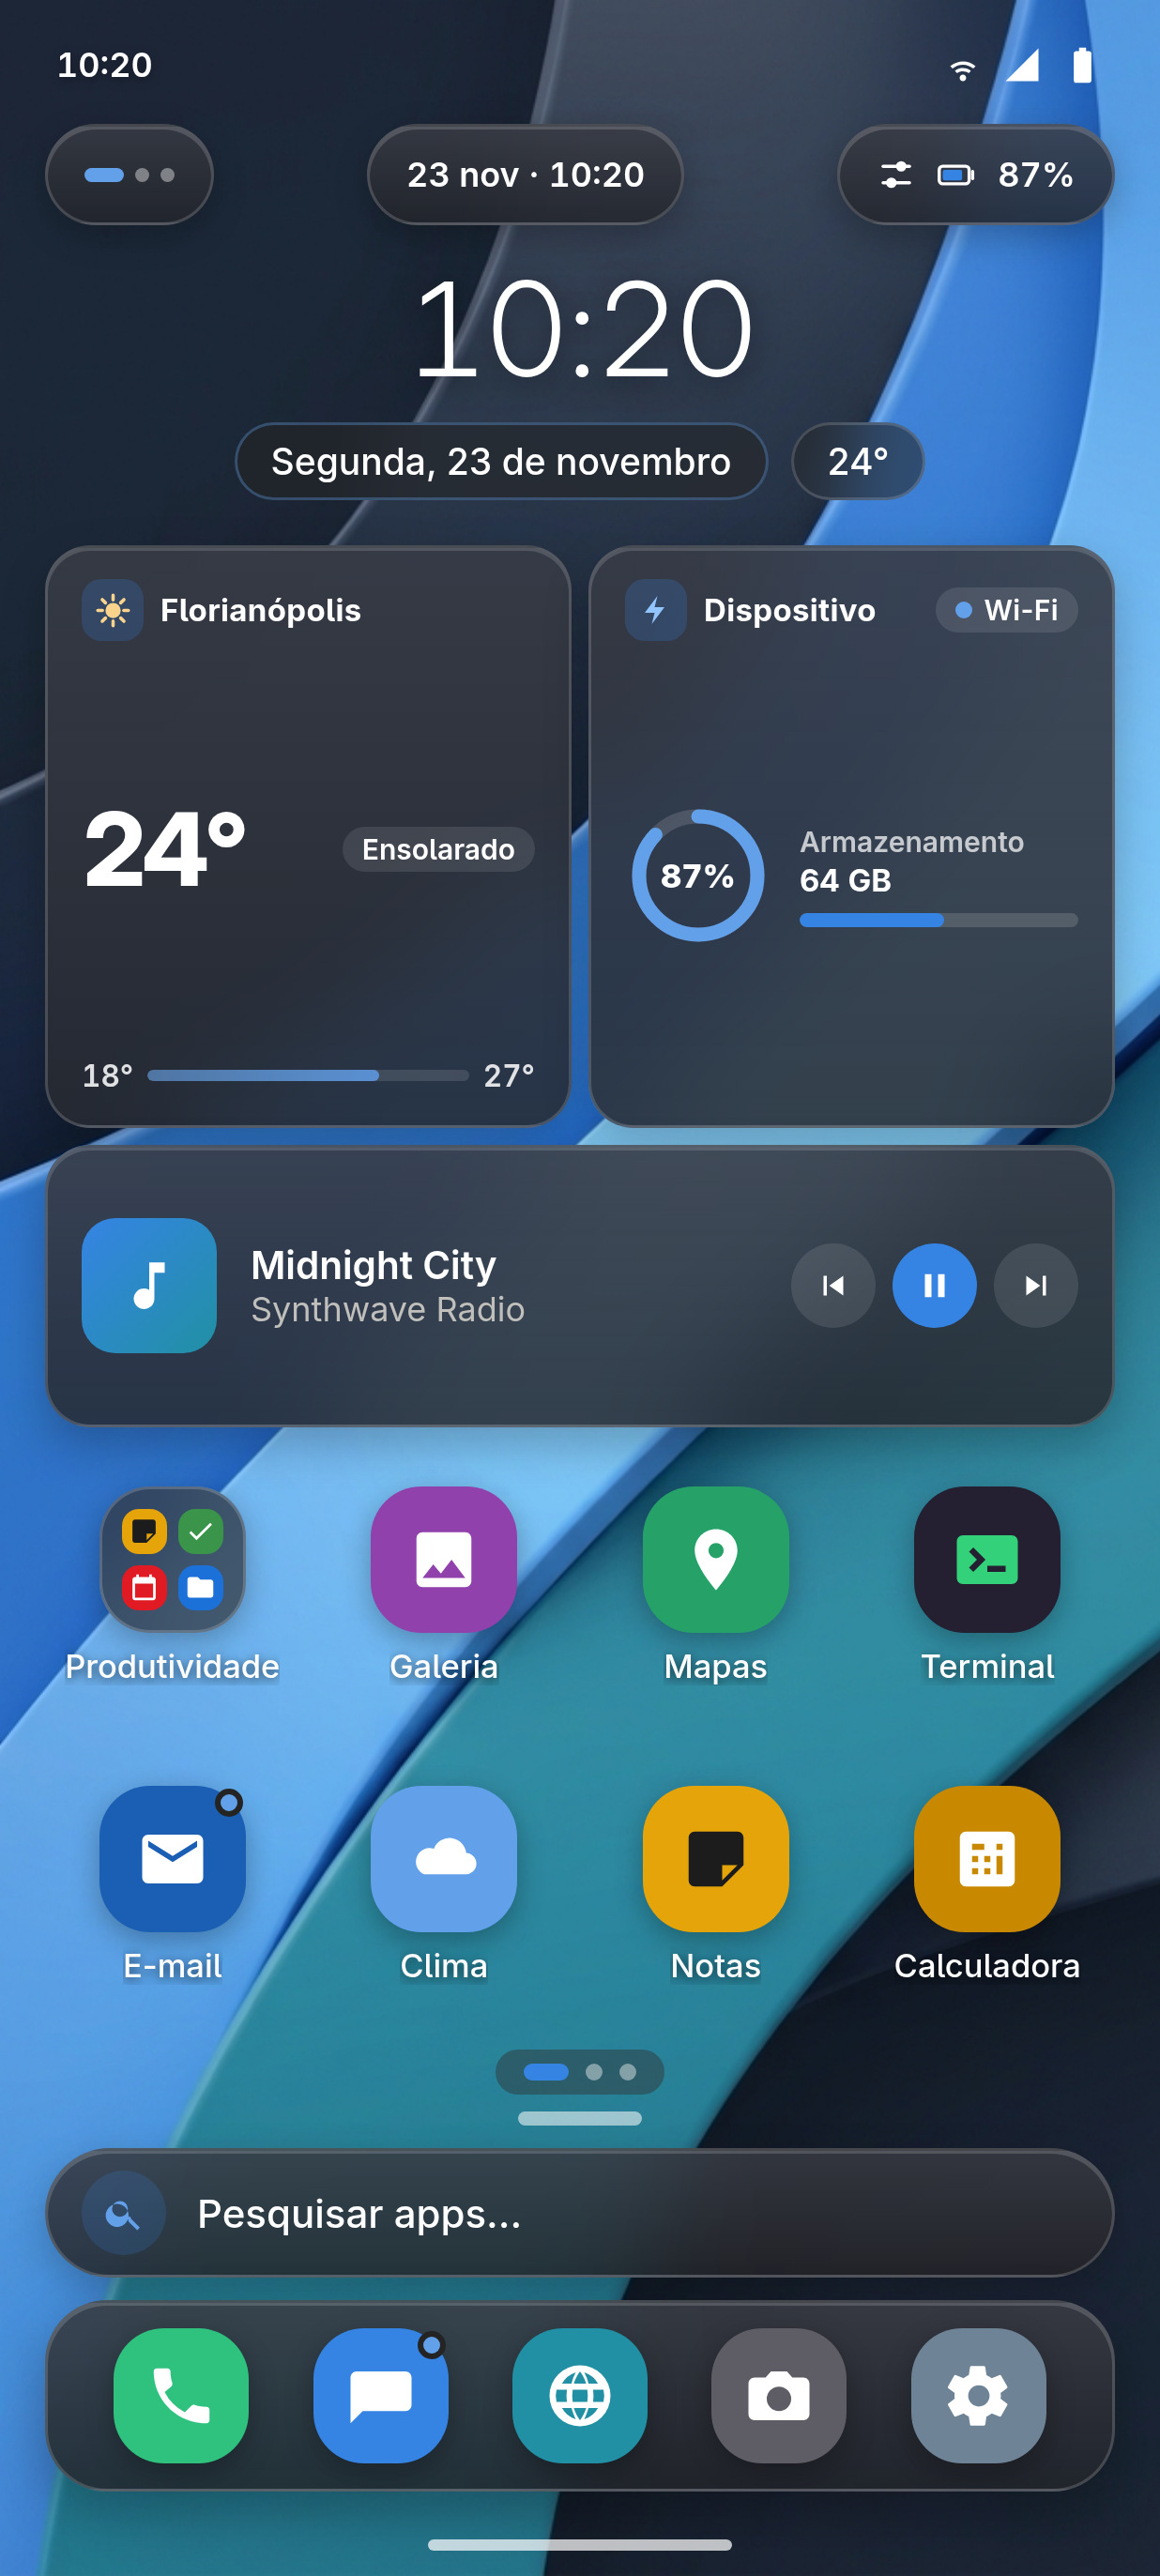 10:20
23 nov · 10:20
87%
10:20
Segunda, 23 de novembro
24°
Florianópolis
24°
Ensolarado
18°
27°
Dispositivo
Wi-Fi
87%
Armazenamento
64 GB
Midnight City
Synthwave Radio
Produtividade
Galeria
Mapas
Terminal
E-mail
Clima
Notas
Calculadora
Pesquisar apps...